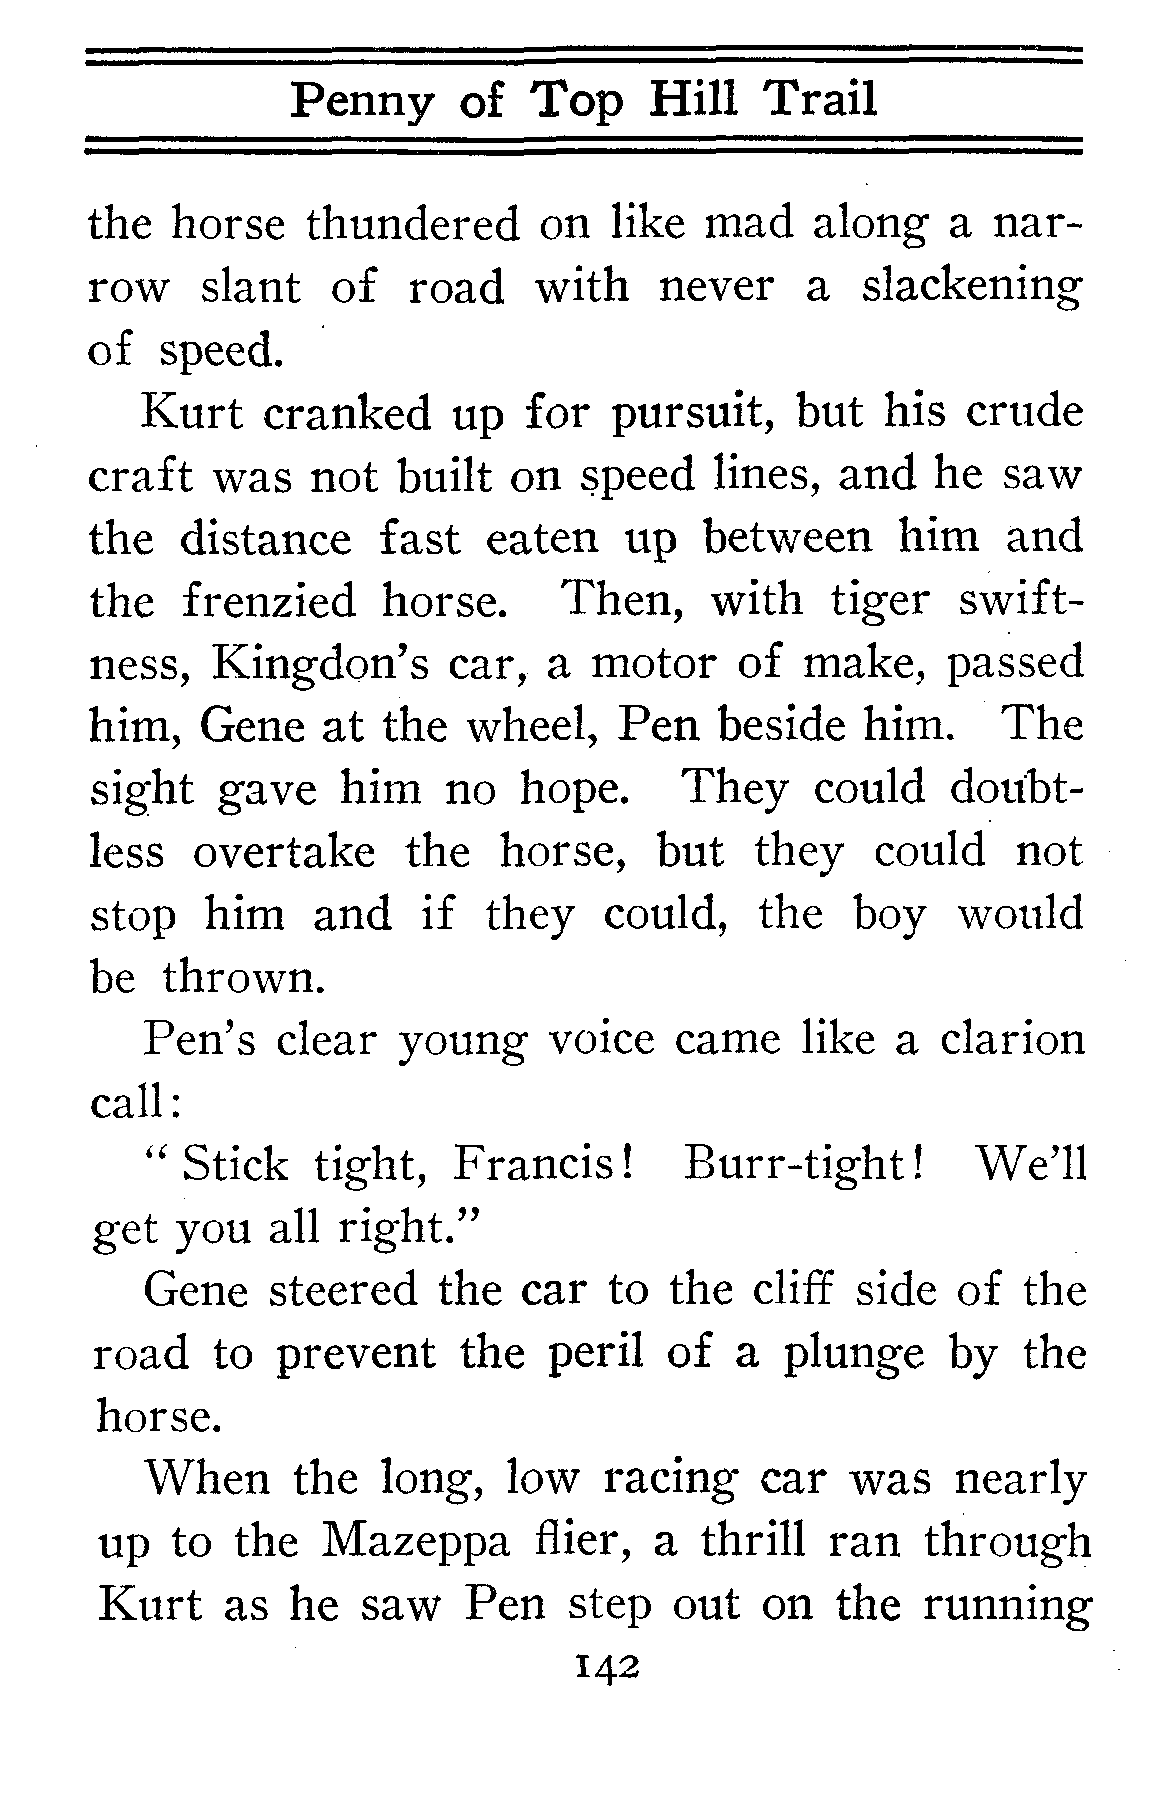 Penny of Top Hill Trail
the horse thundered on like mad along a nar-
row slant of road with never a slackening
of speed.
Kurt cranked up for pursuit, but his crude
craft was not built on speed lines, and he saw
the distance fast eaten up between him and
the frenzied horse. Then, with tiger swift-
ness, Kingdon's car, a motor of make, passed
him, Gene at the wheel, Pen beside him. The
sight gave him no hope. They could doubt-
less overtake the horse, but they could not
stop him and if they could, the boy would
be thrown.
Pen's clear young voice came like a clarion
call:
" Stick tight, Francis! Burr-tight! We'll
get you all right."
Gene steered the car to the cliff side of the
road to prevent the peril of a plunge by the
horse.
When the long, low racing car was nearly
up to the Mazeppa flier, a thrill ran through
Kurt as he saw Pen step out on the running
142